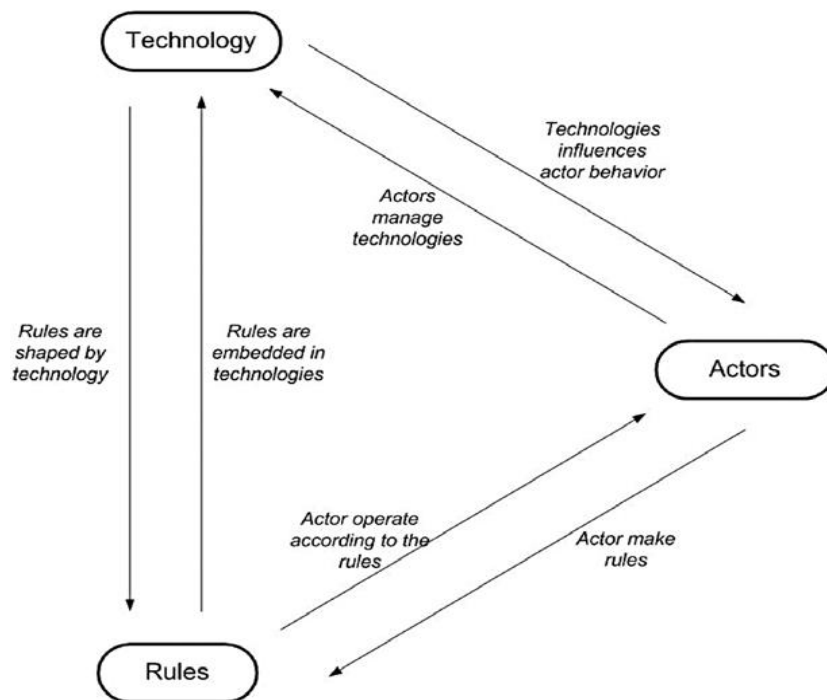 Technology
Technologies
influences
actor behavior
Actors
manage
technologies
Rules are
shaped by
technology
Rules are
embedded in
technologies
Actors
Actor operate
according to the
rules
Actor make
rules
Rules